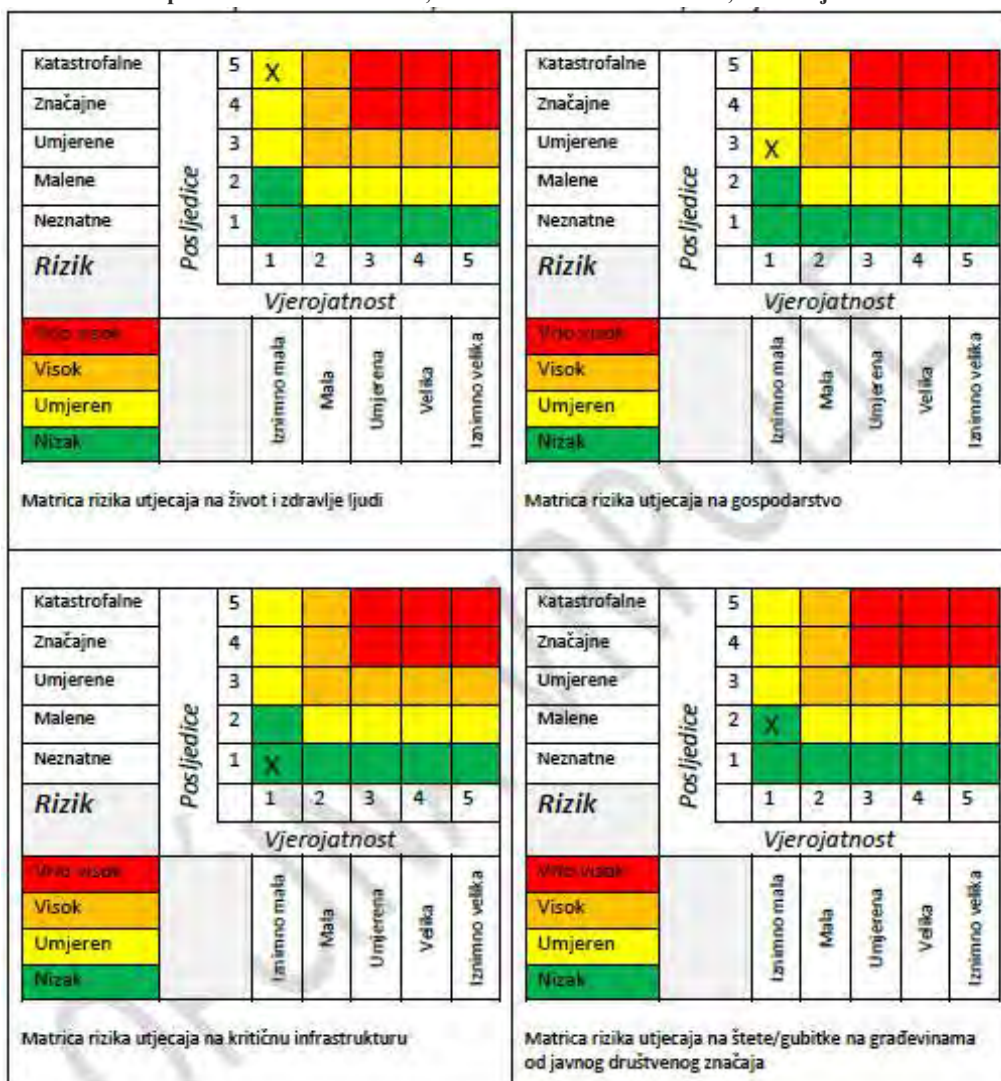 Katastrofalne 5 X
Značajne 4
Umjerene 3
Malene 2
Neznatne 1
Posljedice
Rizik 1 2 3 4 5
Vjerojatnost
Vrlo visok
Visok
Umjeren
Nizak
Iznimno mala
Mala
Umjerena
Velika
Iznimno velika
Matrica rizika utjecaja na život i zdravlje ljudi
Katastrofalne 5
Značajne 4
Umjerene 3 X
Malene 2
Neznatne 1
Posljedice
Rizik 1 2 3 4 5
Vjerojatnost
Vrlo visok
Visok
Umjeren
Nizak
Iznimno mala
Mala
Umjerena
Velika
Iznimno velika
Matrica rizika utjecaja na gospodarstvo
Katastrofalne 5
Značajne 4
Umjerene 3
Malene 2
Neznatne 1 X
Posljedice
Rizik 1 2 3 4 5
Vjerojatnost
Vrlo visok
Visok
Umjeren
Nizak
Iznimno mala
Mala
Umjerena
Velika
Iznimno velika
Matrica rizika utjecaja na kritičnu infrastrukturu
Katastrofalne 5
Značajne 4
Umjerene 3
Malene 2 X
Neznatne 1
Posljedice
Rizik 1 2 3 4 5
Vjerojatnost
Vrlo visok
Visok
Umjeren
Nizak
Iznimno mala
Mala
Umjerena
Velika
Iznimno velika
Matrica rizika utjecaja na štete/gubitke na građevinama
od javnog društvenog značaja